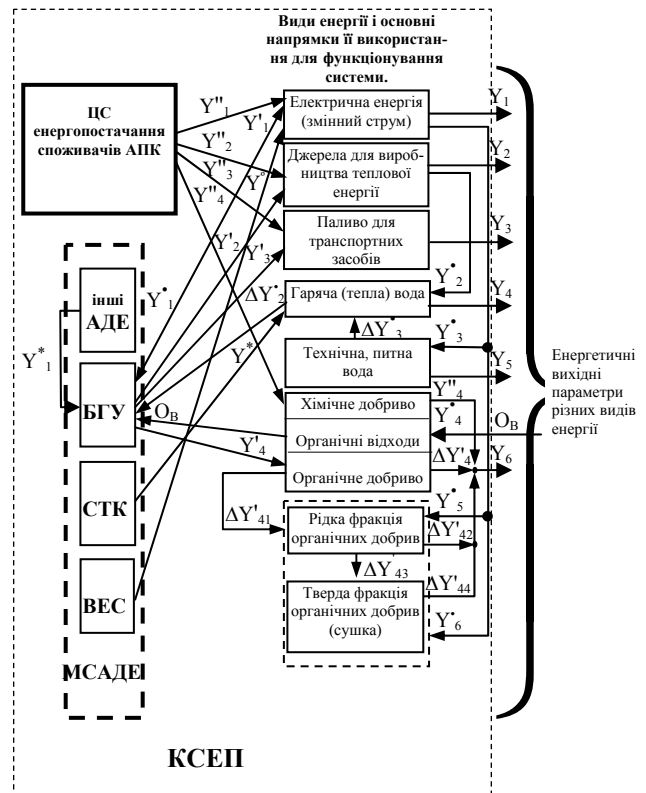 Види енергії і основні
напрямки її використан-
ня для функціонування
системи.
ЦС
енергопостачання
споживачів АПК
Y''₁
Y'₁
Y''₂
Y°
Y''₃
Y''₄
Y'₂
Y'₃
Електрична енергія
(змінний струм)
Y₁
Джерела для вироб-
ництва теплової
енергії
Y₂
Паливо для
транспортних
засобів
Y₃
Y•₂
Гаряча (тепла) вода
Y₄
ΔY•₂
Y•₁
Y*
ΔY•₃
Y•₃
Технічна, питна
вода
Y₅
інші
АДЕ
Y*₁
БГУ
О_В
Y'₄
СТК
ВЕС
МСАДЕ
Хімічне добриво
Y''₄
Y•₄
О_В
Органічні відходи
ΔY'₄
Y₆
Органічне добриво
Y•₅
ΔY'₄₁
Рідка фракція
органічних добрив
ΔY'₄₂
ΔY₄₃
ΔY'₄₄
Тверда фракція
органічних добрив
(сушка)
Y•₆
Енергетичні
вихідні
параметри
різних видів
енергії
КСЕП